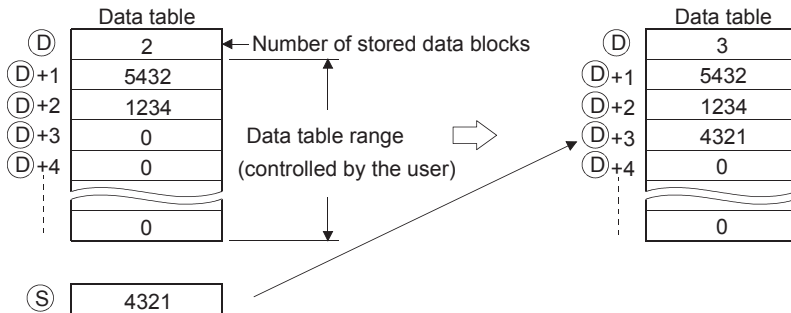 Data table
Ⓓ 2 Number of stored data blocks
Ⓓ+1 5432
Ⓓ+2 1234
Ⓓ+3 0 Data table range
Ⓓ+4 0 (controlled by the user)
0
Ⓢ 4321
Data table
Ⓓ 3
Ⓓ+1 5432
Ⓓ+2 1234
Ⓓ+3 4321
Ⓓ+4 0
0